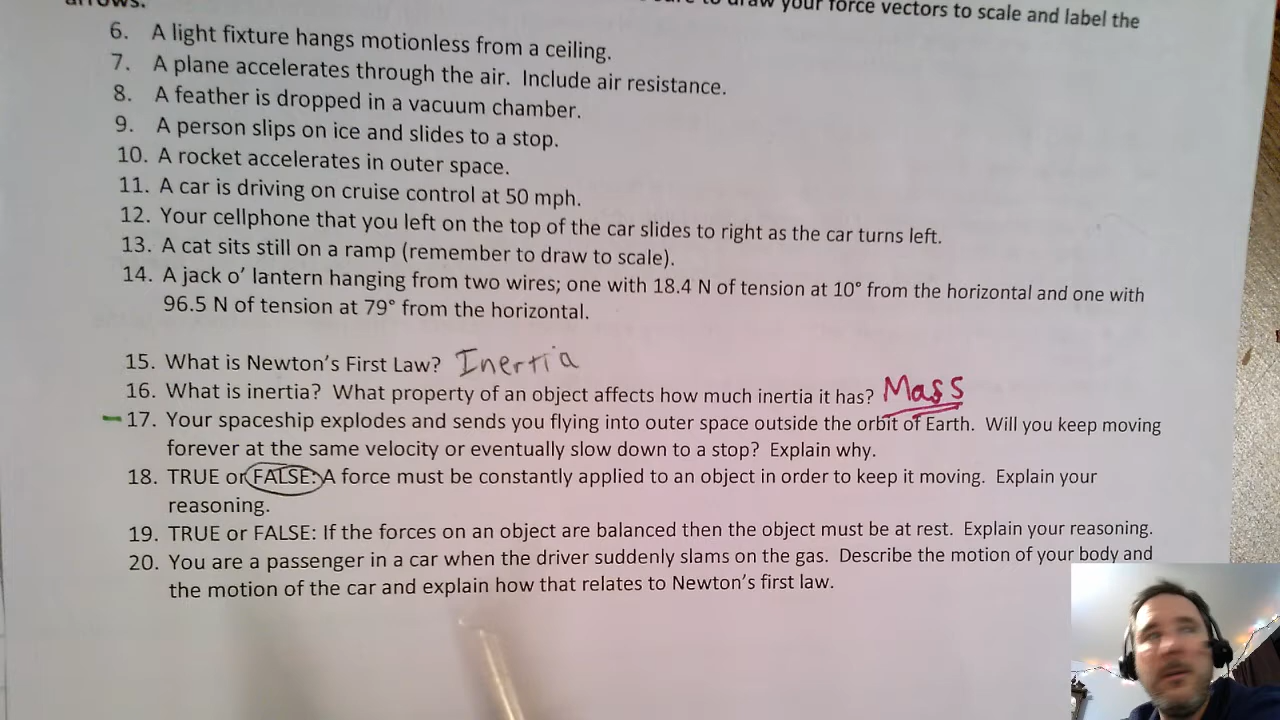 arrows. to draw your force vectors to scale and label the
6. A light fixture hangs motionless from a ceiling.
7. A plane accelerates through the air. Include air resistance.
8. A feather is dropped in a vacuum chamber.
9. A person slips on ice and slides to a stop.
10. A rocket accelerates in outer space.
11. A car is driving on cruise control at 50 mph.
12. Your cellphone that you left on the top of the car slides to right as the car turns left.
13. A cat sits still on a ramp (remember to draw to scale).
14. A jack o' lantern hanging from two wires; one with 18.4 N of tension at 10° from the horizontal and one with
96.5 N of tension at 79° from the horizontal.
15. What is Newton's First Law? Inertia
16. What is inertia? What property of an object affects how much inertia it has? Mass
17. Your spaceship explodes and sends you flying into outer space outside the orbit of Earth. Will you keep moving
forever at the same velocity or eventually slow down to a stop? Explain why.
18. TRUE or FALSE: A force must be constantly applied to an object in order to keep it moving. Explain your
reasoning.
19. TRUE or FALSE: If the forces on an object are balanced then the object must be at rest. Explain your reasoning.
20. You are a passenger in a car when the driver suddenly slams on the gas. Describe the motion of your body and
the motion of the car and explain how that relates to Newton's first law.